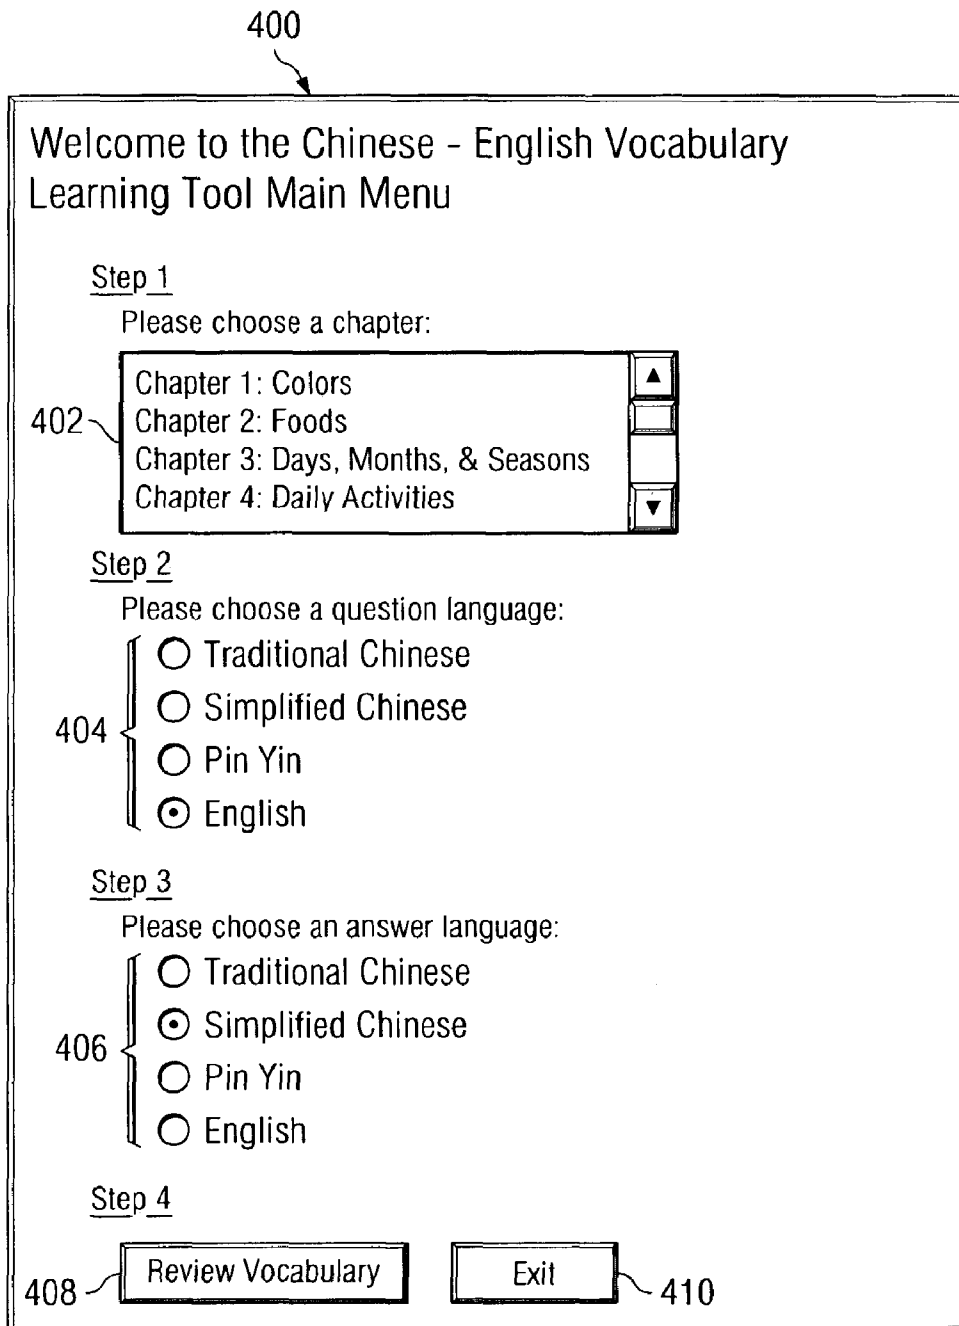 400
Welcome to the Chinese - English Vocabulary
Learning Tool Main Menu
Step 1
Please choose a chapter:
402
Chapter 1: Colors
Chapter 2: Foods
Chapter 3: Days, Months, & Seasons
Chapter 4: Daily Activities
Step 2
Please choose a question language:
404
Traditional Chinese
Simplified Chinese
Pin Yin
English
Step 3
Please choose an answer language:
406
Traditional Chinese
Simplified Chinese
Pin Yin
English
Step 4
408 Review Vocabulary Exit 410